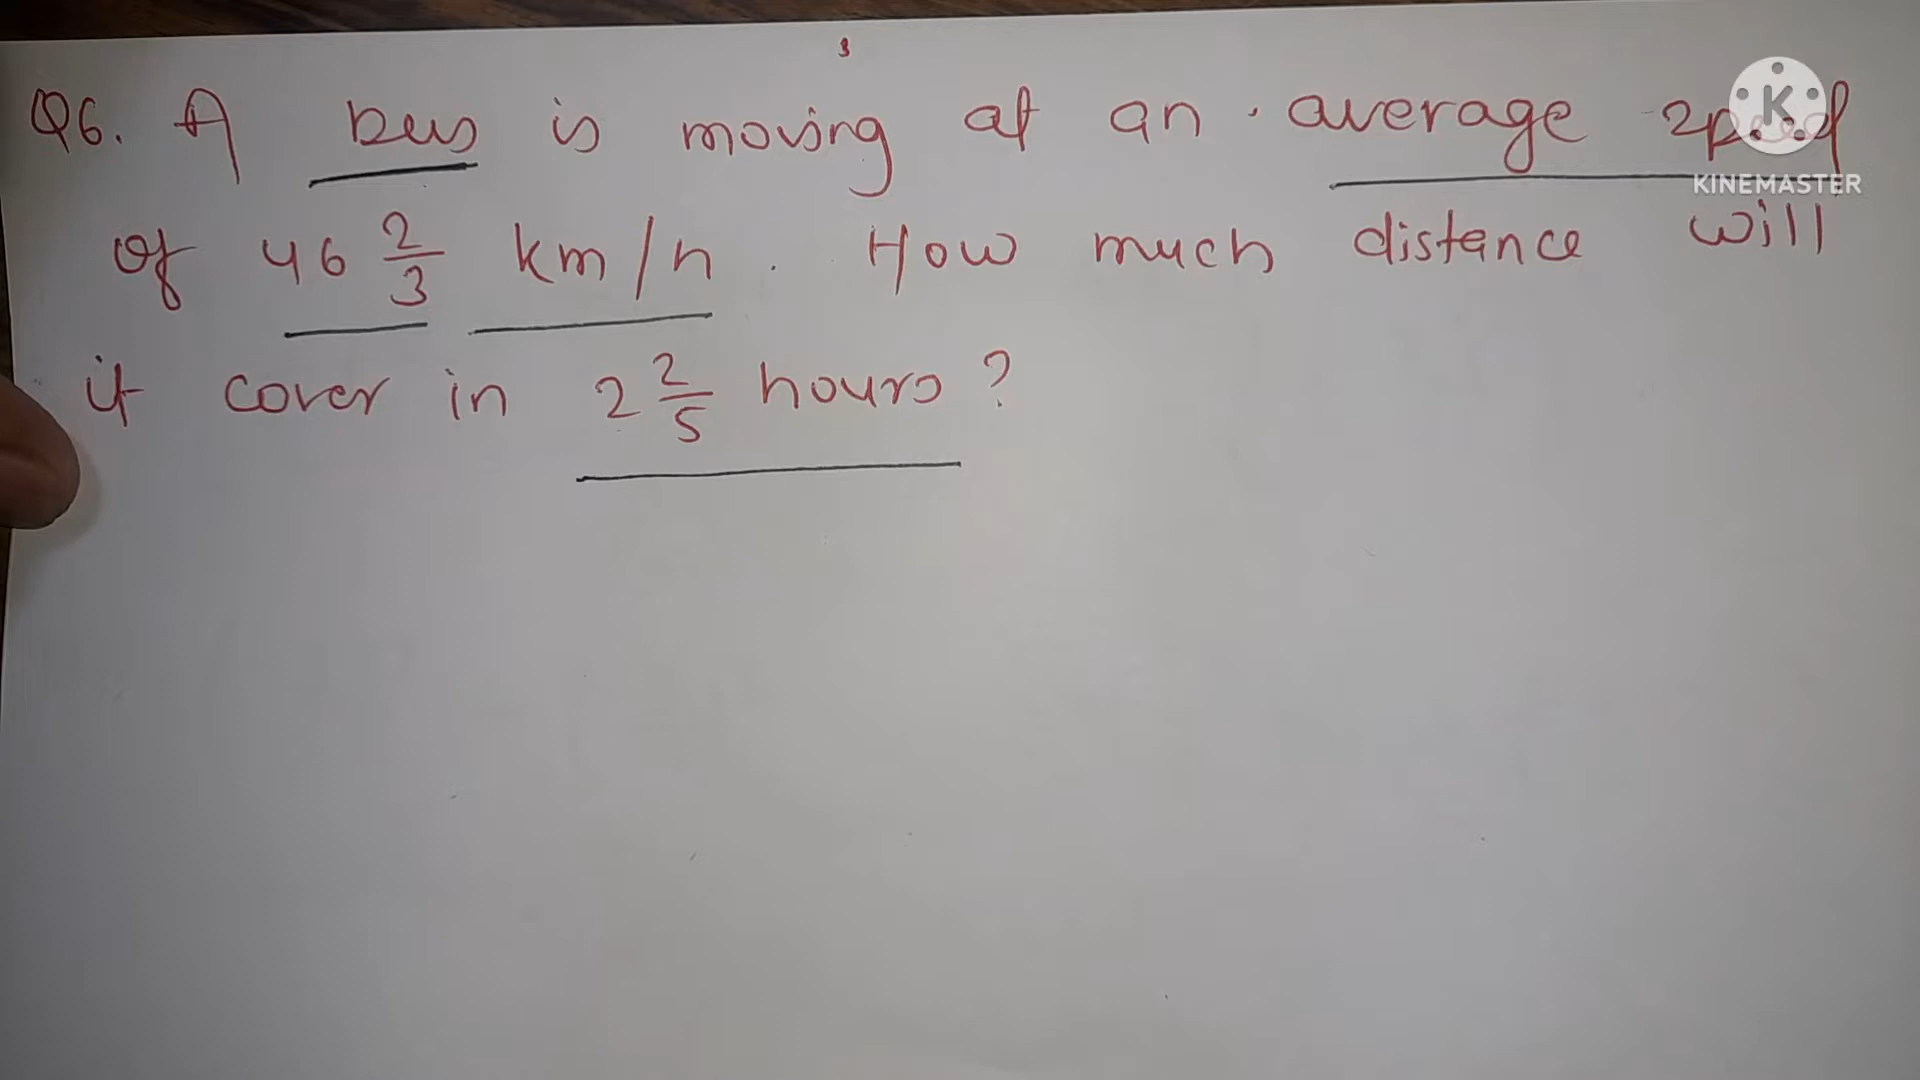 Q6. A bus is moving at an average speed
of 46 2/3 km/h. How much distance will
it cover in 2 2/5 hours?
KINEMASTER